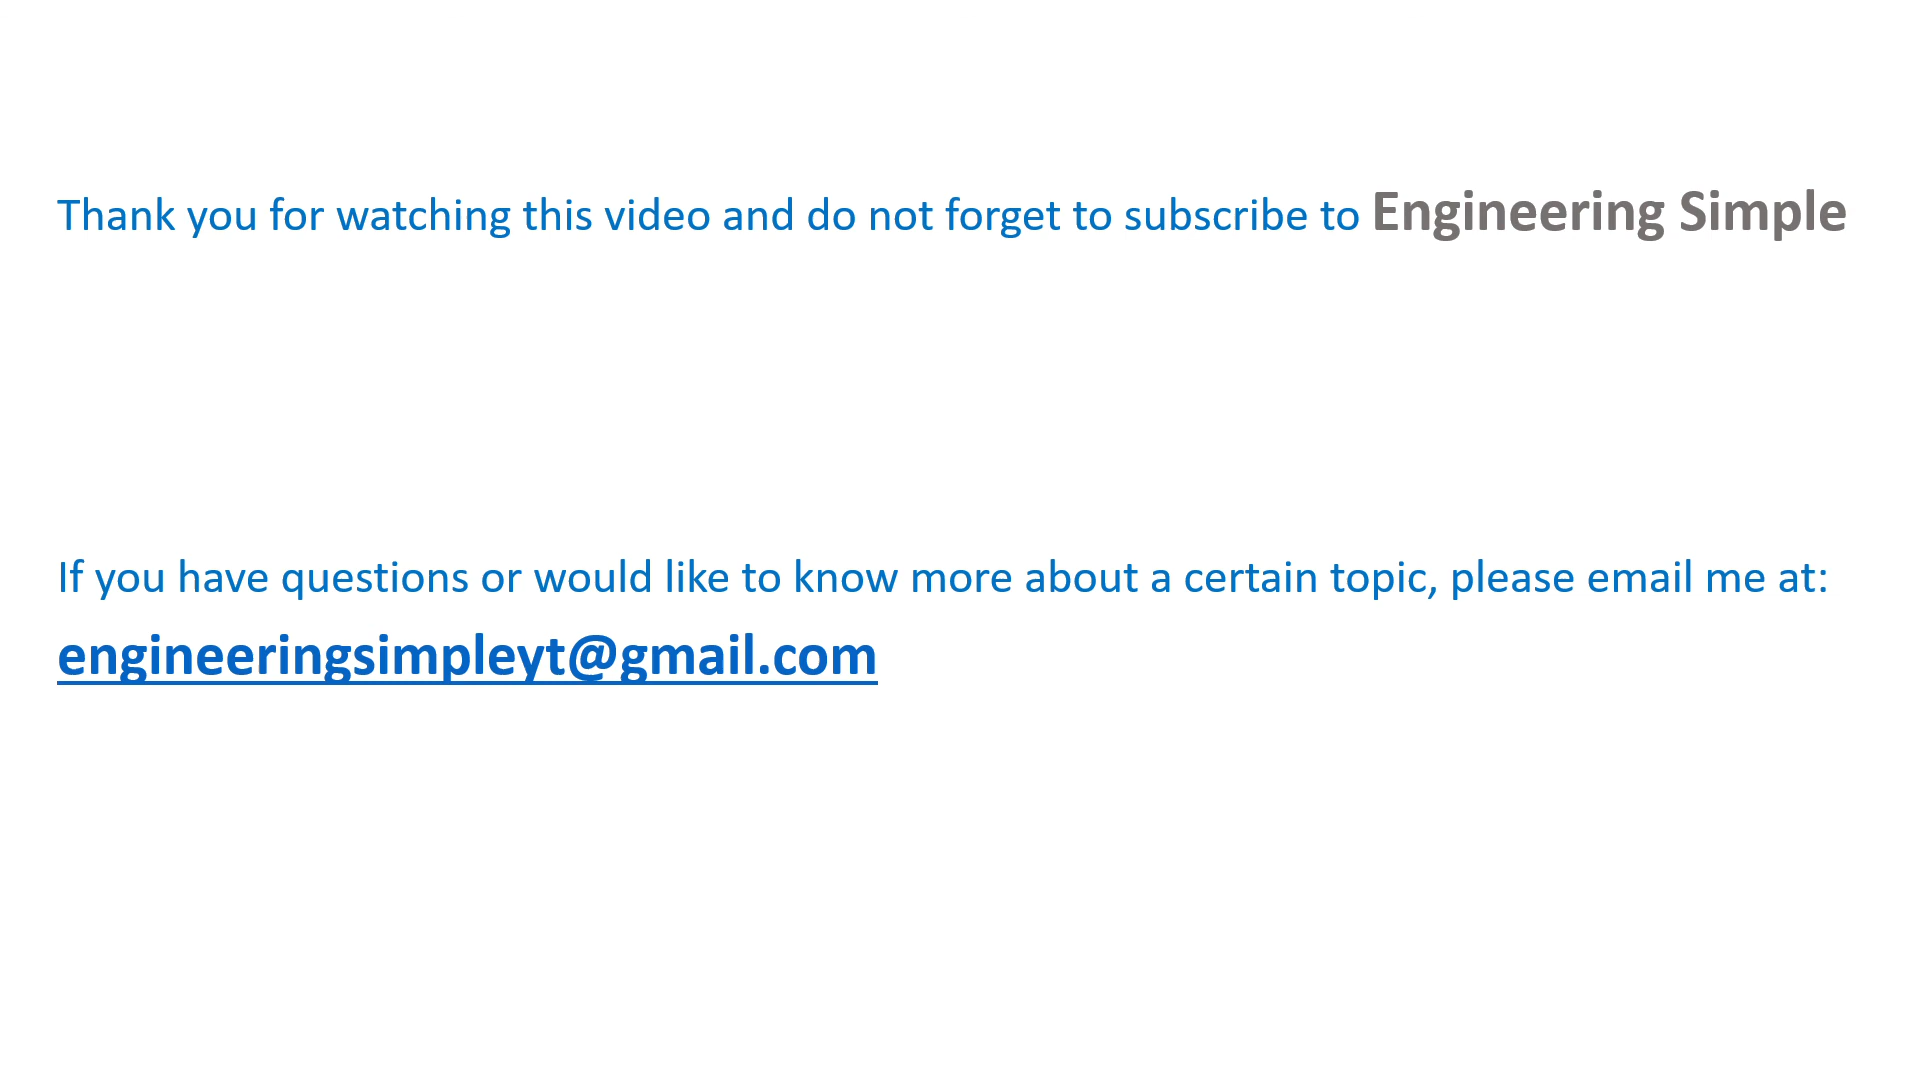 Thank you for watching this video and do not forget to subscribe to Engineering Simple
If you have questions or would like to know more about a certain topic, please email me at:
engineeringsimpleyt@gmail.com